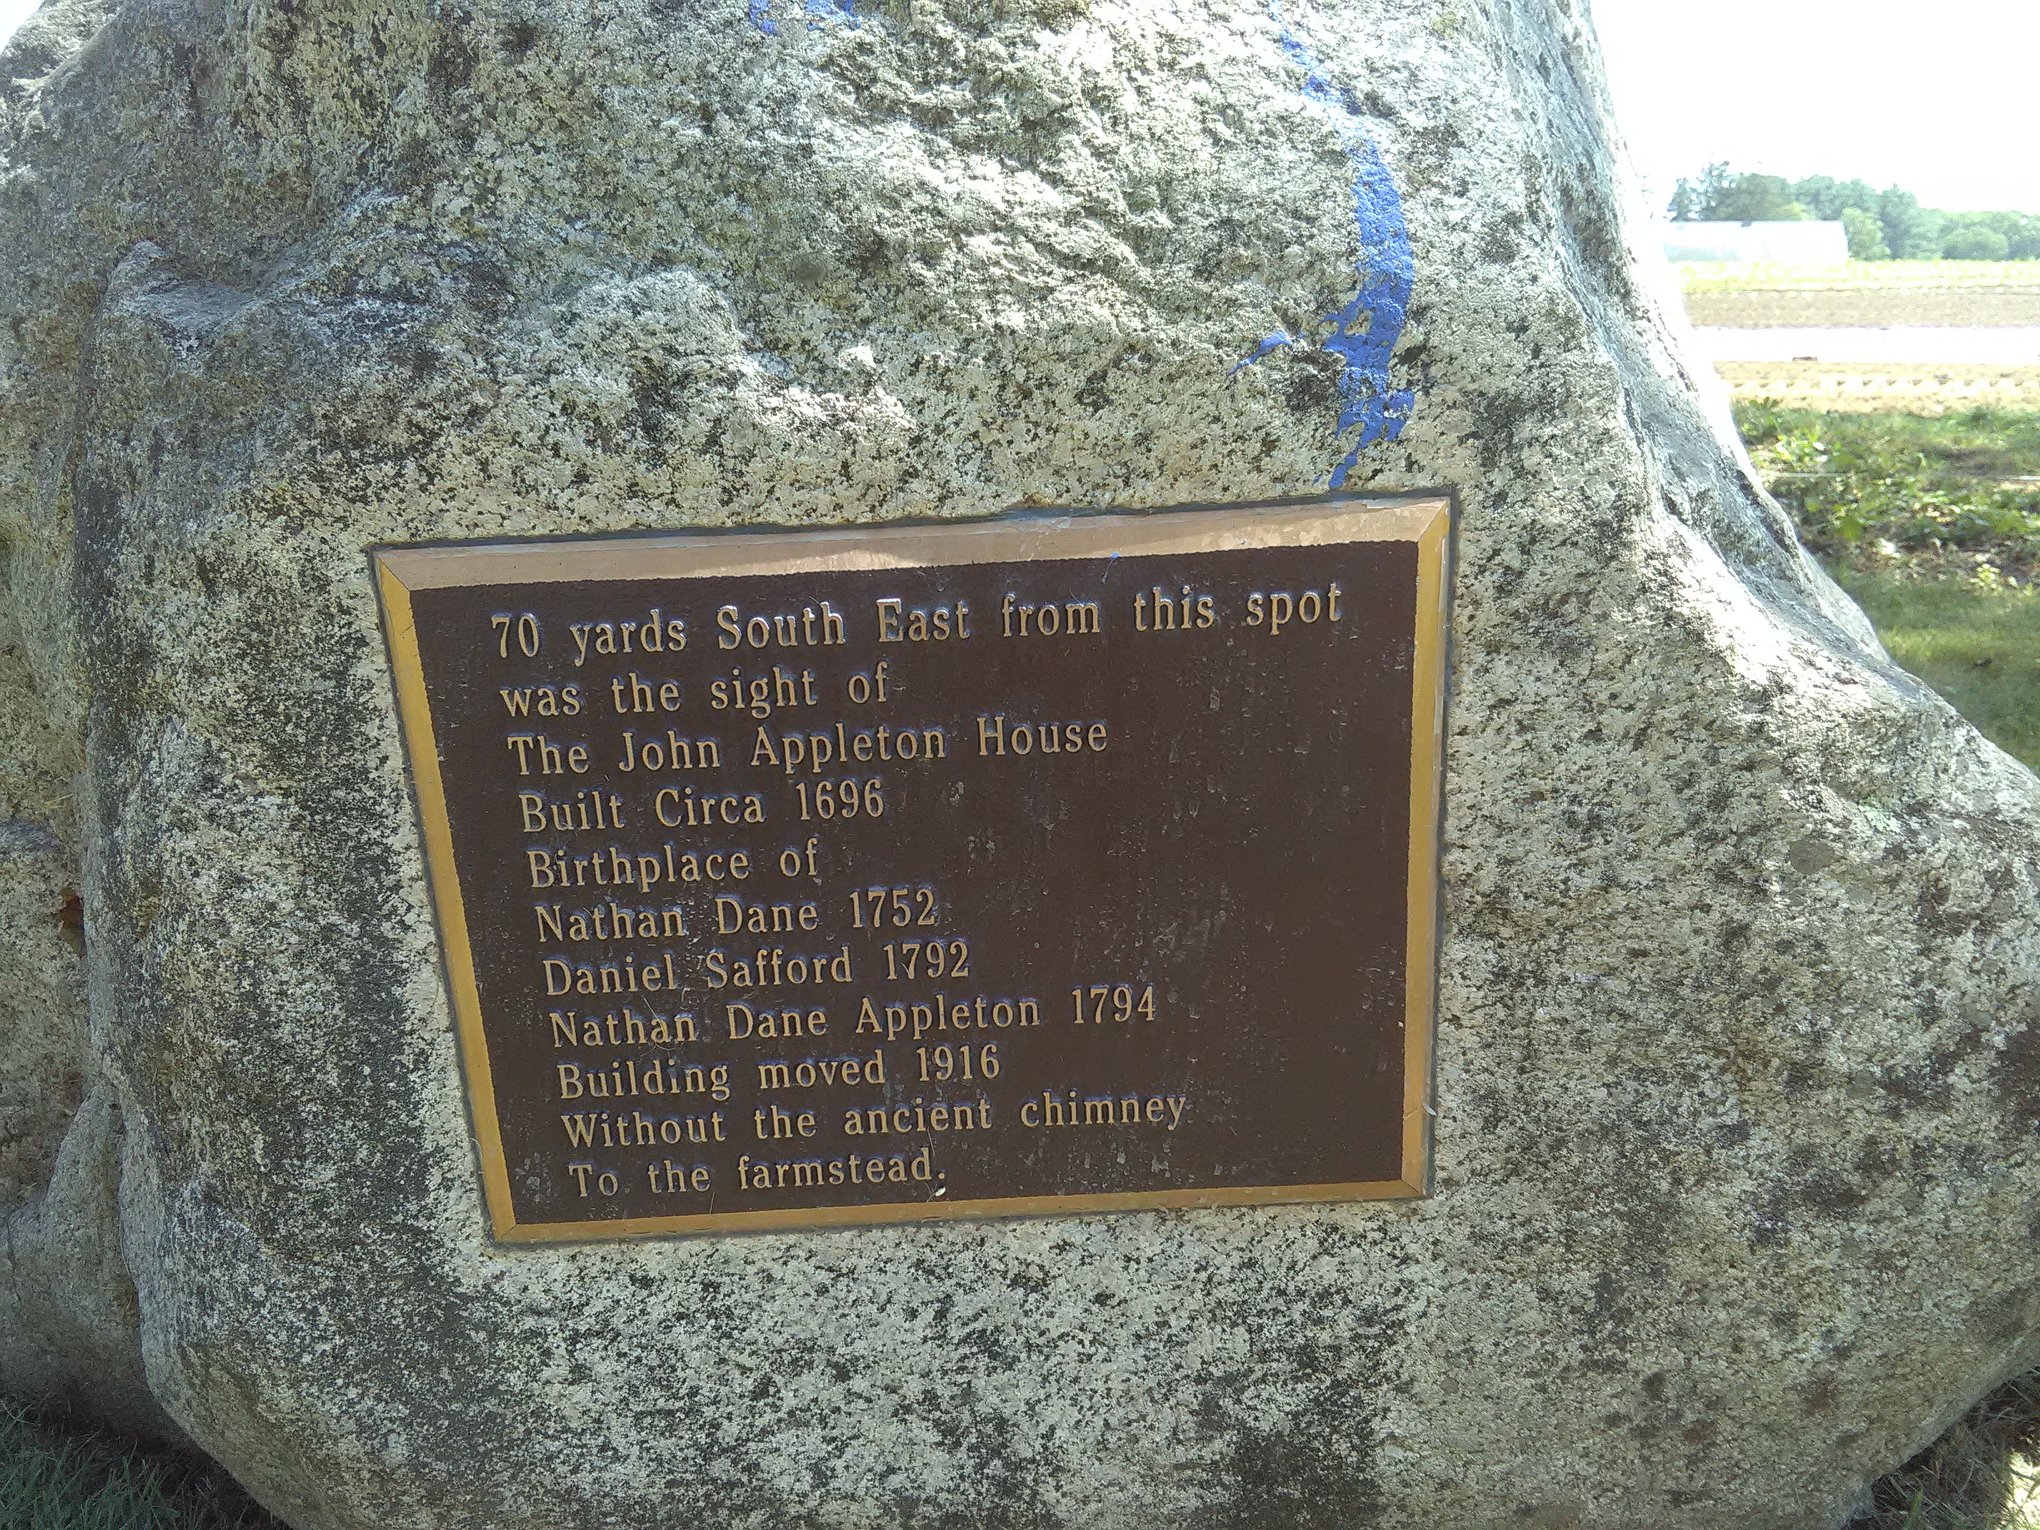 70 yards South East from this spot
was the sight of
The John Appleton House
Built Circa 1696
Birthplace of
Nathan Dane 1752
Daniel Safford 1792
Nathan Dane Appleton 1794
Building moved 1916
Without the ancient chimney
To the farmstead.